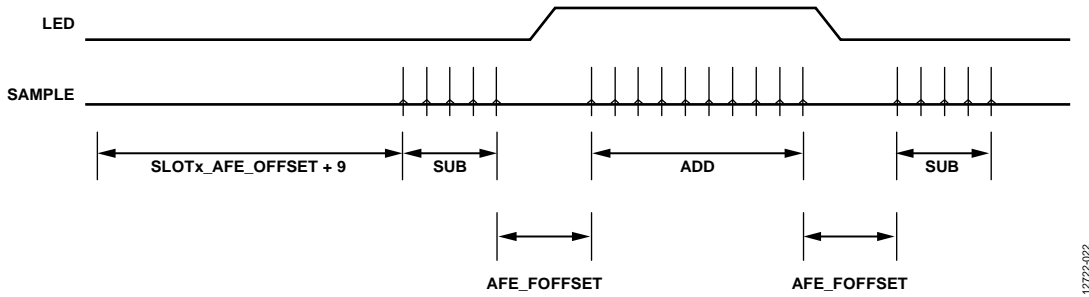 LED
SAMPLE
SLOTx_AFE_OFFSET + 9
SUB
ADD
SUB
AFE_FOFFSET
AFE_FOFFSET
12722-022